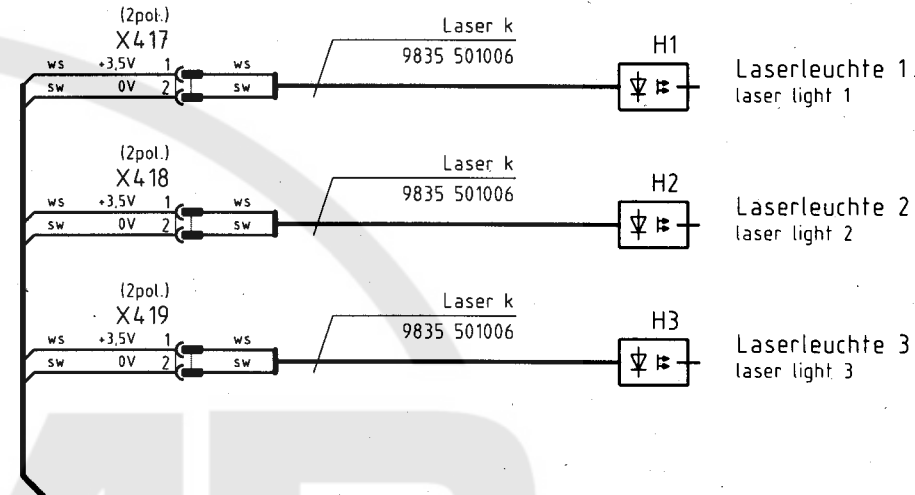 (2pol.)
X417
Laser k
9835 501006
H1
ws +3,5V 1 ws
sw 0V 2 sw
Laserleuchte 1
laser light 1
(2pol.)
X418
Laser k
9835 501006
H2
ws +3,5V 1 ws
sw 0V 2 sw
Laserleuchte 2
laser light 2
(2pol.)
X419
Laser k
9835 501006
H3
ws +3,5V 1 ws
sw 0V 2 sw
Laserleuchte 3
laser light 3